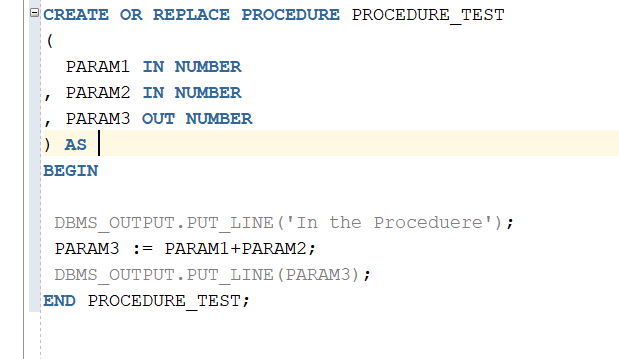 CREATE OR REPLACE PROCEDURE PROCEDURE_TEST
(
PARAM1 IN NUMBER
, PARAM2 IN NUMBER
, PARAM3 OUT NUMBER
) AS
BEGIN
DBMS_OUTPUT.PUT_LINE('In the Proceduere');
PARAM3 := PARAM1+PARAM2;
DBMS_OUTPUT.PUT_LINE(PARAM3);
END PROCEDURE_TEST;